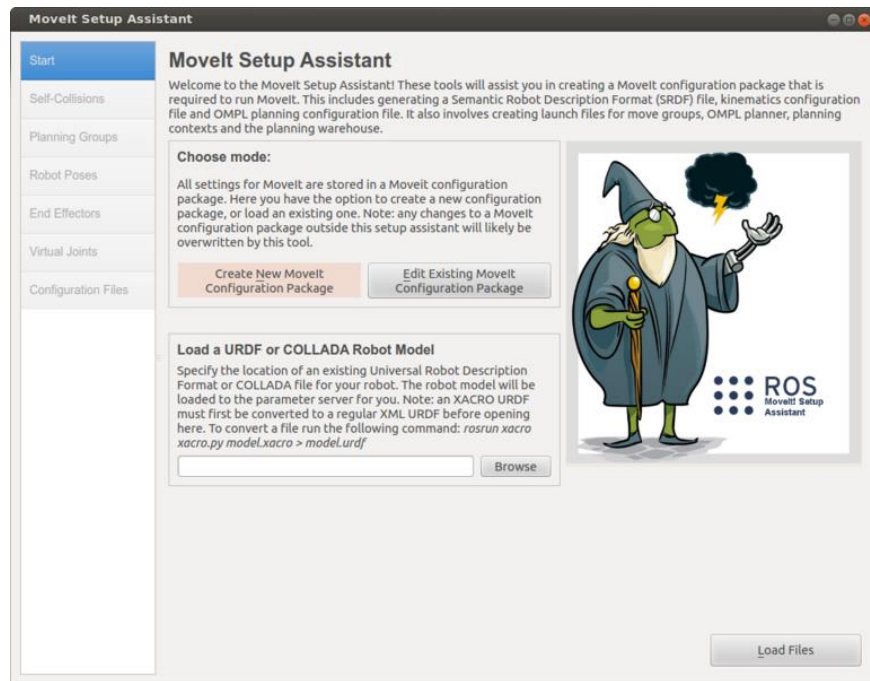 MoveIt Setup Assistant
Start
Self-Collisions
Planning Groups
Robot Poses
End Effectors
Virtual Joints
Configuration Files
MoveIt Setup Assistant
Welcome to the MoveIt Setup Assistant! These tools will assist you in creating a MoveIt configuration package that is
required to run MoveIt. This includes generating a Semantic Robot Description Format (SRDF) file, kinematics configuration
file and OMPL planning configuration file. It also involves creating launch files for move groups, OMPL planner, planning
contexts and the planning warehouse.
Choose mode:
All settings for MoveIt are stored in a Moveit configuration
package. Here you have the option to create a new configuration
package, or load an existing one. Note: any changes to a MoveIt
configuration package outside this setup assistant will likely be
overwritten by this tool.
Create New MoveIt
Configuration Package
Edit Existing MoveIt
Configuration Package
Load a URDF or COLLADA Robot Model
Specify the location of an existing Universal Robot Description
Format or COLLADA file for your robot. The robot model will be
loaded to the parameter server for you. Note: an XACRO URDF
must first be converted to a regular XML URDF before opening
here. To convert a file run the following command: rosrun xacro
xacro.py model.xacro > model.urdf
Browse
ROS
MoveIt! Setup
Assistant
Load Files